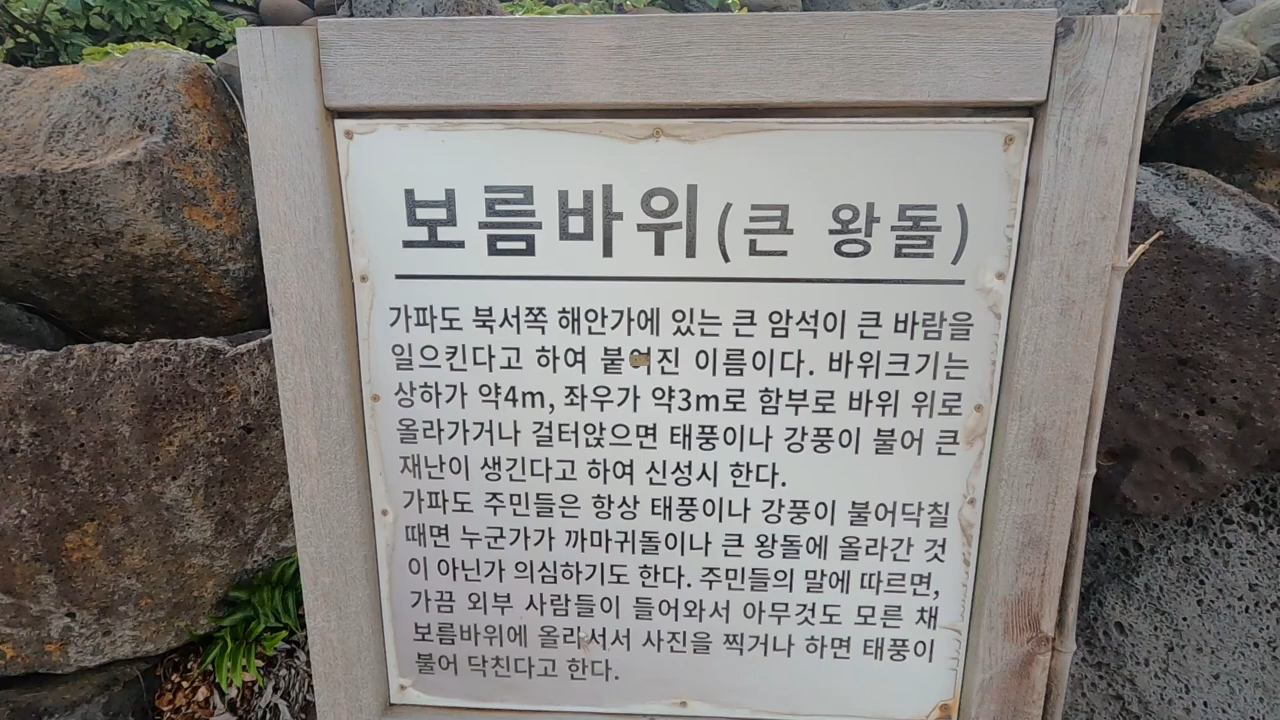 보름바위(큰 왕돌)
가파도 북서쪽 해안가에 있는 큰 암석이 큰 바람을
일으킨다고 하여 이름이다. 바위크기는
상하가 약4m, 좌우가 약3m로 함부로 바위 위로
올라가거나 걸터앉으면 태풍이나 강풍이 불어 큰
재난이 생긴다고 하여 신성시 한다.
가파도 주민들은 항상 태풍이나 강풍이 불어닥칠
때면 누군가가 까마귀돌이나 큰 왕돌에 올라간 것
이 아닌가 의심하기도 한다. 주민들의 말에 따르면,
가끔 외부 사람들이 들어와서 아무것도 모른 채
보름바위에 올라서서 사진을 찍거나 하면 태풍이
불어 닥친다고 한다.